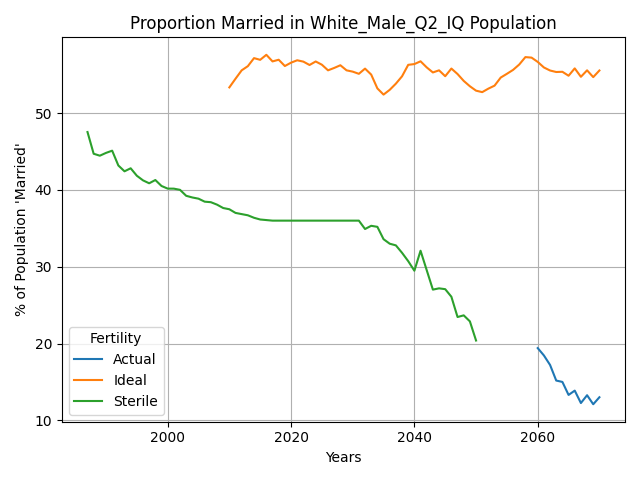 Proportion Married in White_Male_Q2_IQ Population
% of Population 'Married'
50
40
30
20
10
Fertility
Actual
Ideal
Sterile
2000
2020
2040
2060
Years